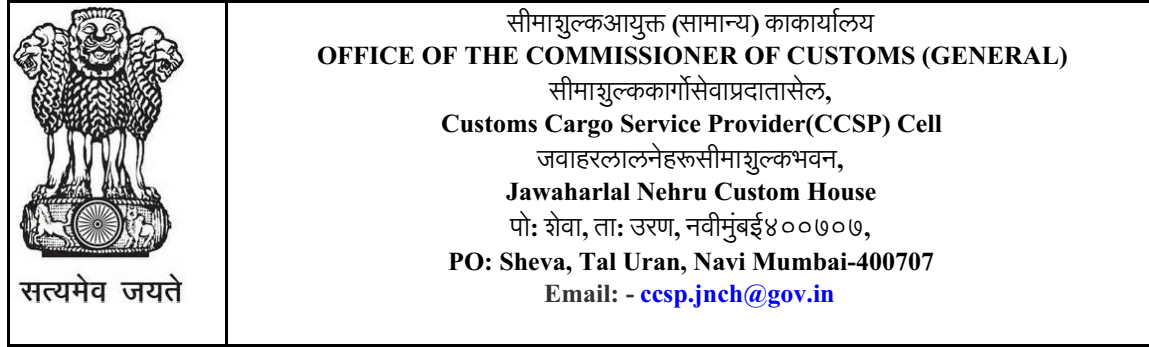 सत्यमेव जयते
सीमाशुल्कआयुक्त (सामान्य) काकार्यालय
OFFICE OF THE COMMISSIONER OF CUSTOMS (GENERAL)
सीमाशुल्ककार्गोसेवाप्रदातासेल,
Customs Cargo Service Provider(CCSP) Cell
जवाहरलालनेहरूसीमाशुल्कभवन,
Jawaharlal Nehru Custom House
पो: शेवा, ता: उरण, नवीमुंबई४००७०७,
PO: Sheva, Tal Uran, Navi Mumbai-400707
Email: - ccsp.jnch@gov.in